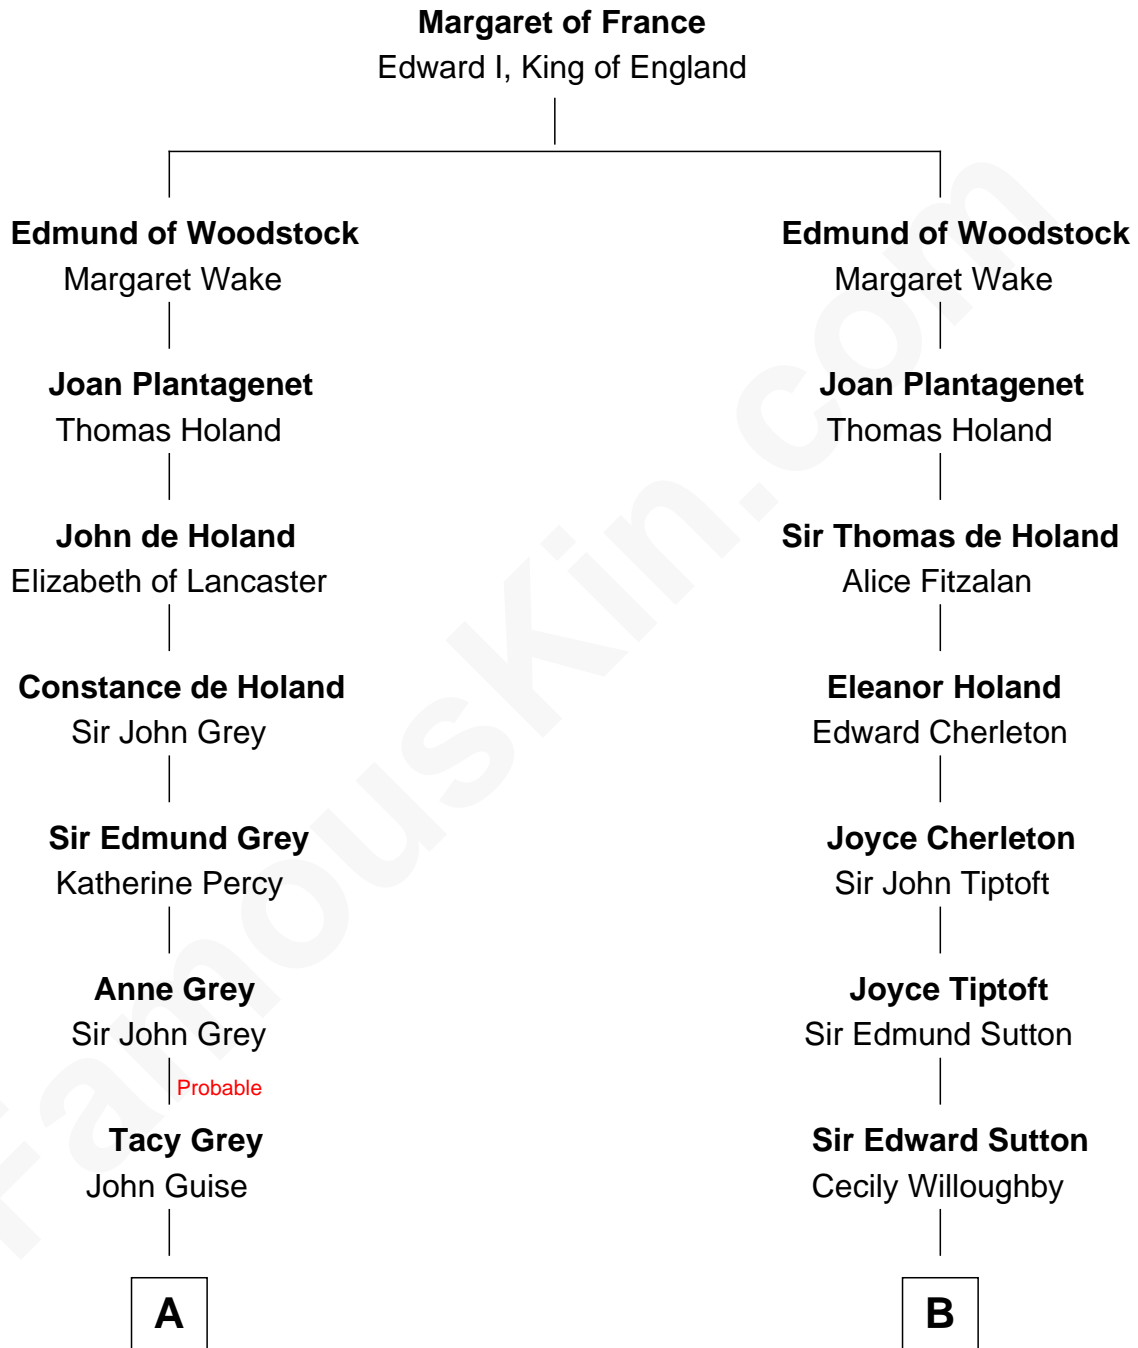 Margaret of France
Edward I, King of England
Edmund of Woodstock
Margaret Wake
Joan Plantagenet
Thomas Holand
John de Holand
Elizabeth of Lancaster
Constance de Holand
Sir John Grey
Sir Edmund Grey
Katherine Percy
Anne Grey
Sir John Grey
Probable
Tacy Grey
John Guise
A
Edmund of Woodstock
Margaret Wake
Joan Plantagenet
Thomas Holand
Sir Thomas de Holand
Alice Fitzalan
Eleanor Holand
Edward Cherleton
Joyce Cherleton
Sir John Tiptoft
Joyce Tiptoft
Sir Edmund Sutton
Sir Edward Sutton
Cecily Willoughby
B
FamousKin.com